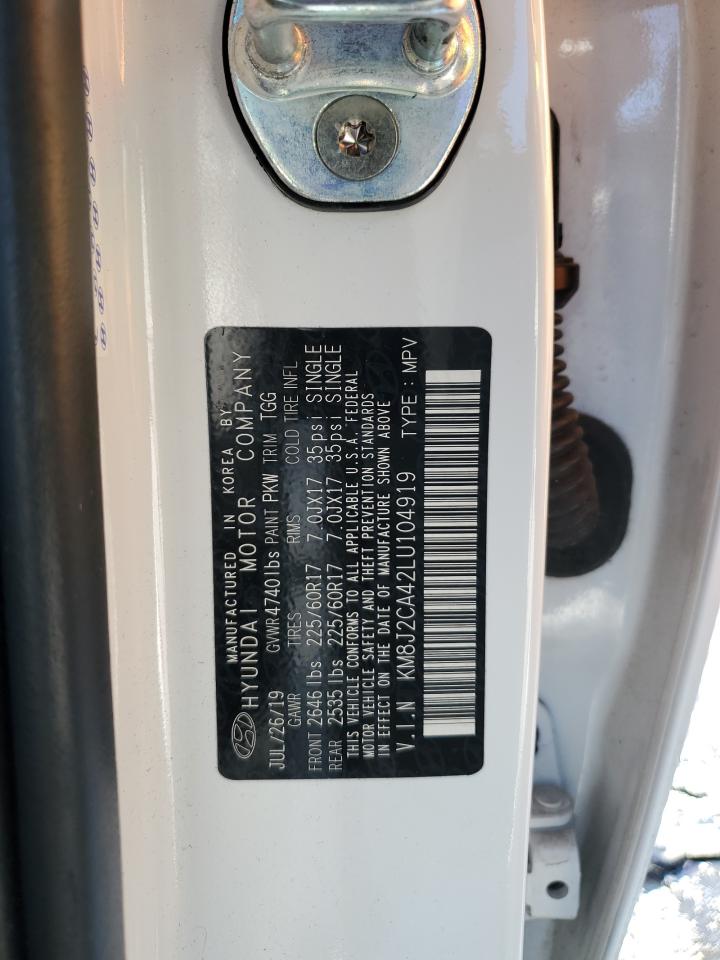 MANUFACTURED IN KOREA BY
HYUNDAI MOTOR COMPANY
JUL/26/19 GVWR4740lbs PAINT PKW TRIM TGG
GAWR TIRES RIMS COLD TIRE INFL
FRONT 2646 lbs 225/60R17 7.0JX17 35psi SINGLE
REAR 2535 lbs 225/60R17 7.0JX17 35psi SINGLE
THIS VEHICLE CONFORMS TO ALL APPLICABLE U.S.A. FEDERAL
MOTOR VEHICLE SAFETY AND THEFT PREVENTION STANDARDS
IN EFFECT ON THE DATE OF MANUFACTURE SHOWN ABOVE
V.I.N KM8J2CA42LU104919 TYPE : MPV